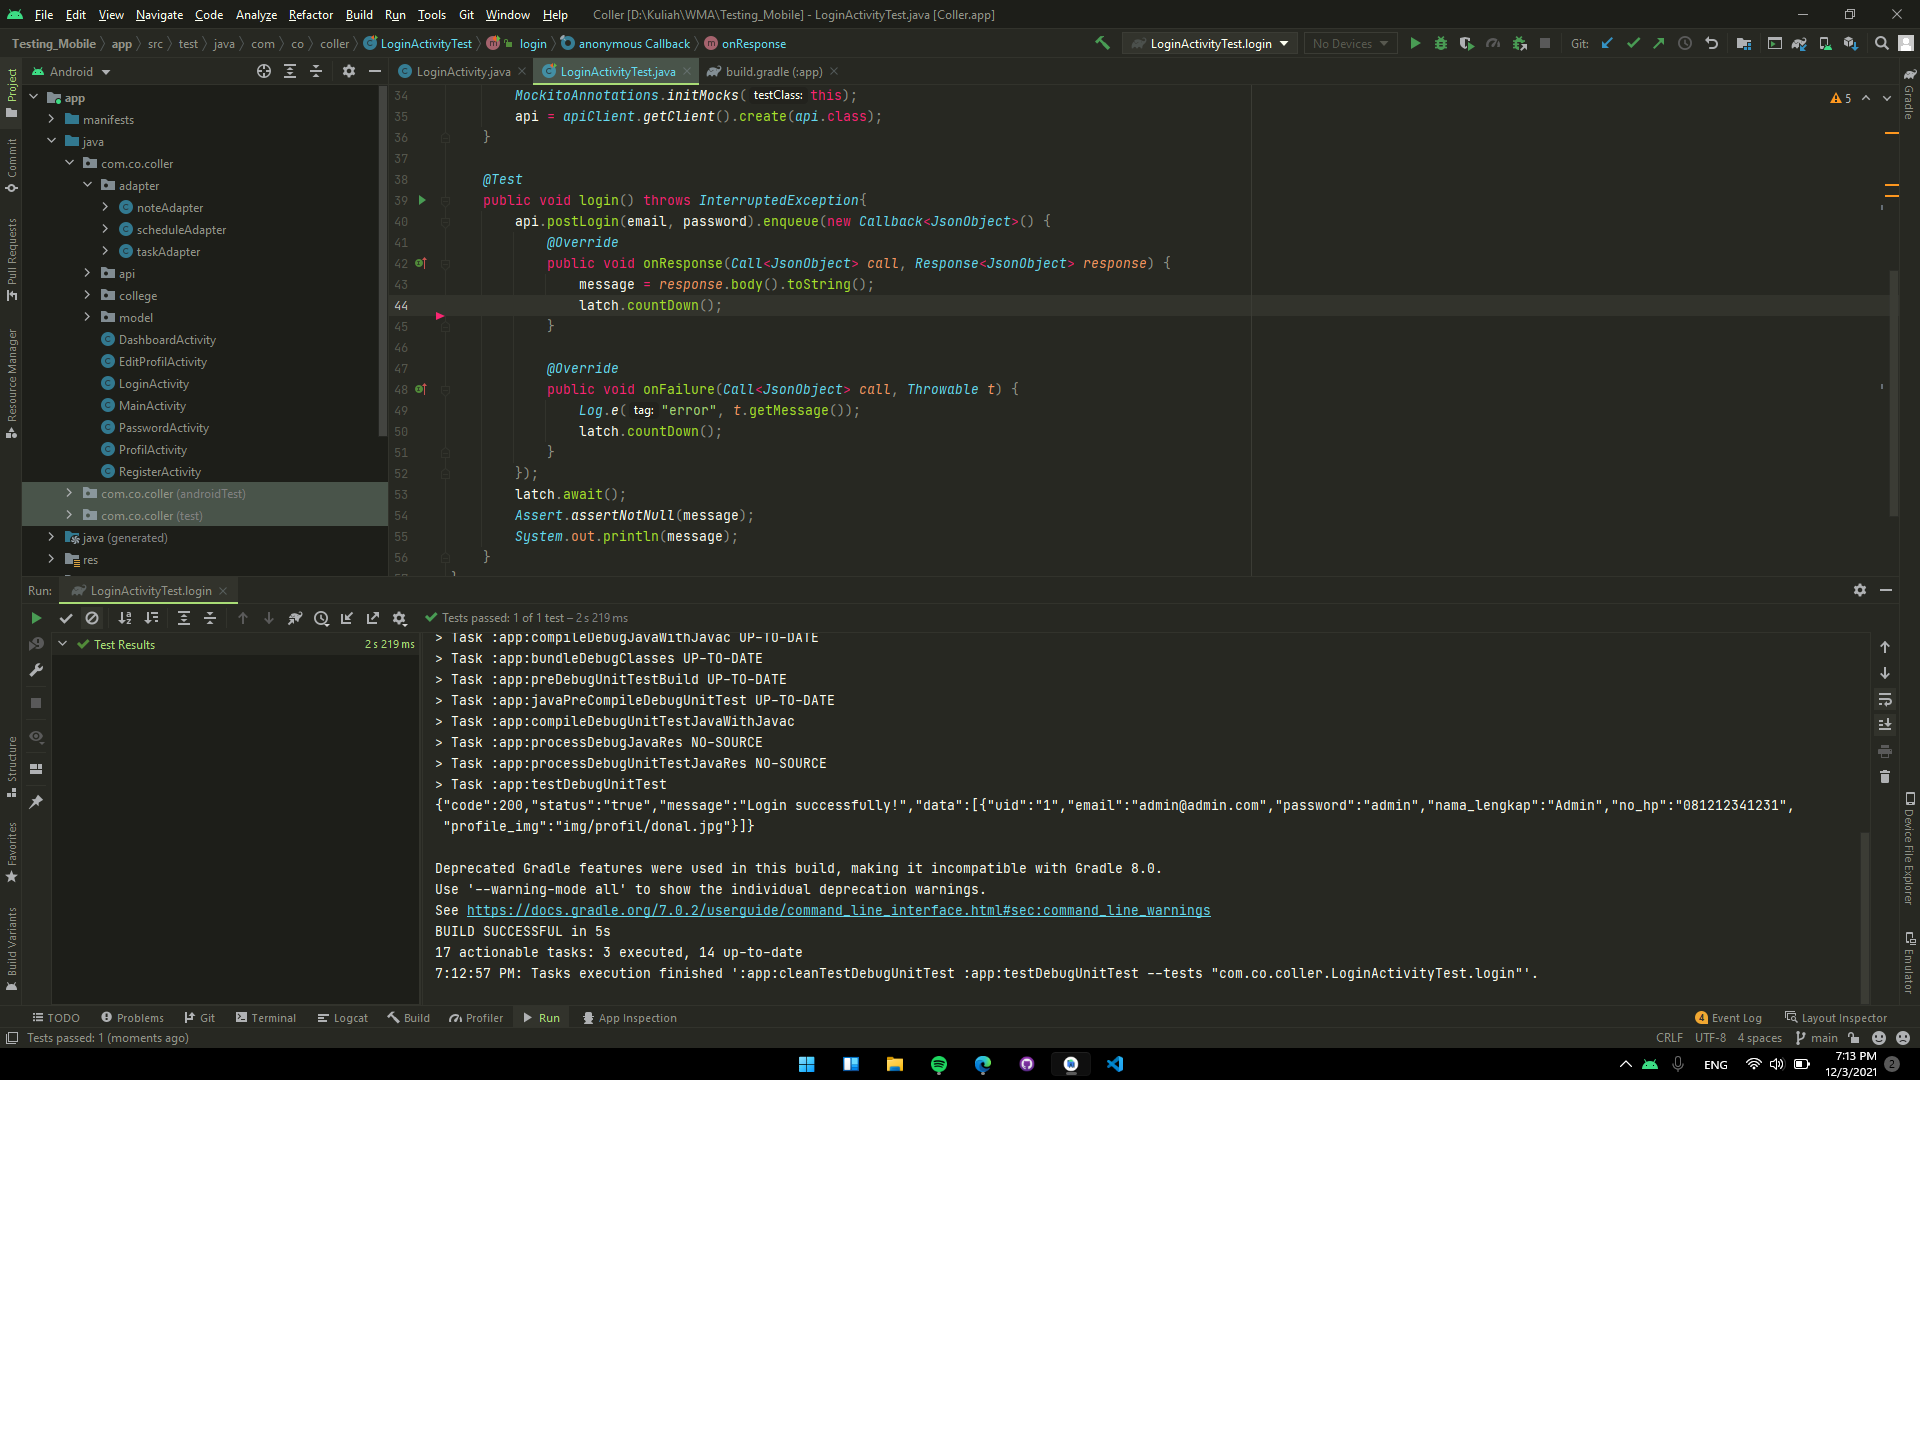 File Edit View Navigate Code Analyze Refactor Build Run Tools Git Window Help Coller [D:\Kuliah\WMA\Testing_Mobile] - LoginActivityTest.java [Coller.app]
Testing_Mobile app src test java com co coller LoginActivityTest login anonymous Callback onResponse LoginActivityTest.login No Devices Git:
Android LoginActivity.java LoginActivityTest.java build.gradle (:app)
Project
Commit
Pull Requests
Resource Manager
Structure
Favorites
Build Variants
app
manifests
java
com.co.coller
adapter
noteAdapter
scheduleAdapter
taskAdapter
api
college
model
DashboardActivity
EditProfilActivity
LoginActivity
MainActivity
PasswordActivity
ProfilActivity
RegisterActivity
com.co.coller (androidTest)
com.co.coller (test)
java (generated)
res
5
34 MockitoAnnotations.initMocks( testClass: this);
35 api = apiClient.getClient().create(api.class);
36 }
37
38 @Test
39 public void login() throws InterruptedException{
40 api.postLogin(email, password).enqueue(new Callback<JsonObject>() {
41 @Override
42 public void onResponse(Call<JsonObject> call, Response<JsonObject> response) {
43 message = response.body().toString();
44 latch.countDown();
45 }
46
47 @Override
48 public void onFailure(Call<JsonObject> call, Throwable t) {
49 Log.e( tag: "error", t.getMessage());
50 latch.countDown();
51 }
52 });
53 latch.await();
54 Assert.assertNotNull(message);
55 System.out.println(message);
56 }
Gradle
Device File Explorer
Emulator
Run: LoginActivityTest.login
Tests passed: 1 of 1 test – 2 s 219 ms
Test Results 2 s 219 ms
> Task :app:compileDebugJavaWithJavac UP-TO-DATE
> Task :app:bundleDebugClasses UP-TO-DATE
> Task :app:preDebugUnitTestBuild UP-TO-DATE
> Task :app:javaPreCompileDebugUnitTest UP-TO-DATE
> Task :app:compileDebugUnitTestJavaWithJavac
> Task :app:processDebugJavaRes NO-SOURCE
> Task :app:processDebugUnitTestJavaRes NO-SOURCE
> Task :app:testDebugUnitTest
{"code":200,"status":"true","message":"Login successfully!","data":[{"uid":"1","email":"admin@admin.com","password":"admin","nama_lengkap":"Admin","no_hp":"081212341231",
"profile_img":"img/profil/donal.jpg"}]}
Deprecated Gradle features were used in this build, making it incompatible with Gradle 8.0.
Use '--warning-mode all' to show the individual deprecation warnings.
See https://docs.gradle.org/7.0.2/userguide/command_line_interface.html#sec:command_line_warnings
BUILD SUCCESSFUL in 5s
17 actionable tasks: 3 executed, 14 up-to-date
7:12:57 PM: Tasks execution finished ':app:cleanTestDebugUnitTest :app:testDebugUnitTest --tests "com.co.coller.LoginActivityTest.login"'.
TODO Problems Git Terminal Logcat Build Profiler Run App Inspection 4 Event Log Layout Inspector
Tests passed: 1 (moments ago) CRLF UTF-8 4 spaces main
ENG 7:13 PM 2
12/3/2021